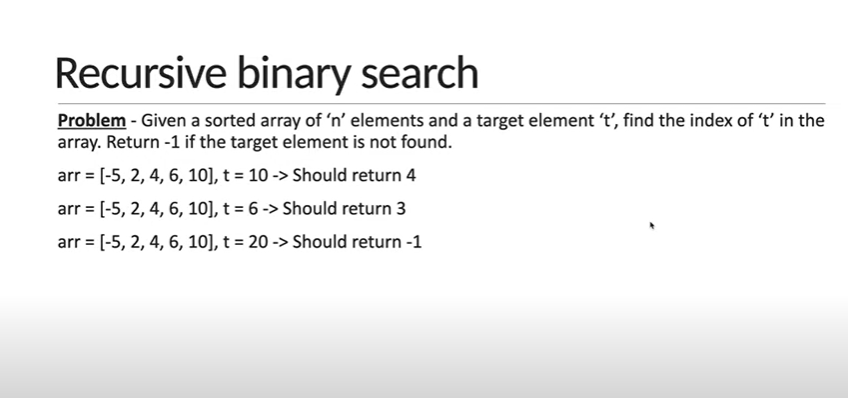 Recursive binary search
Problem - Given a sorted array of ‘n’ elements and a target element ‘t’, find the index of ‘t’ in the
array. Return -1 if the target element is not found.
arr = [-5, 2, 4, 6, 10], t = 10 -> Should return 4
arr = [-5, 2, 4, 6, 10], t = 6 -> Should return 3
arr = [-5, 2, 4, 6, 10], t = 20 -> Should return -1